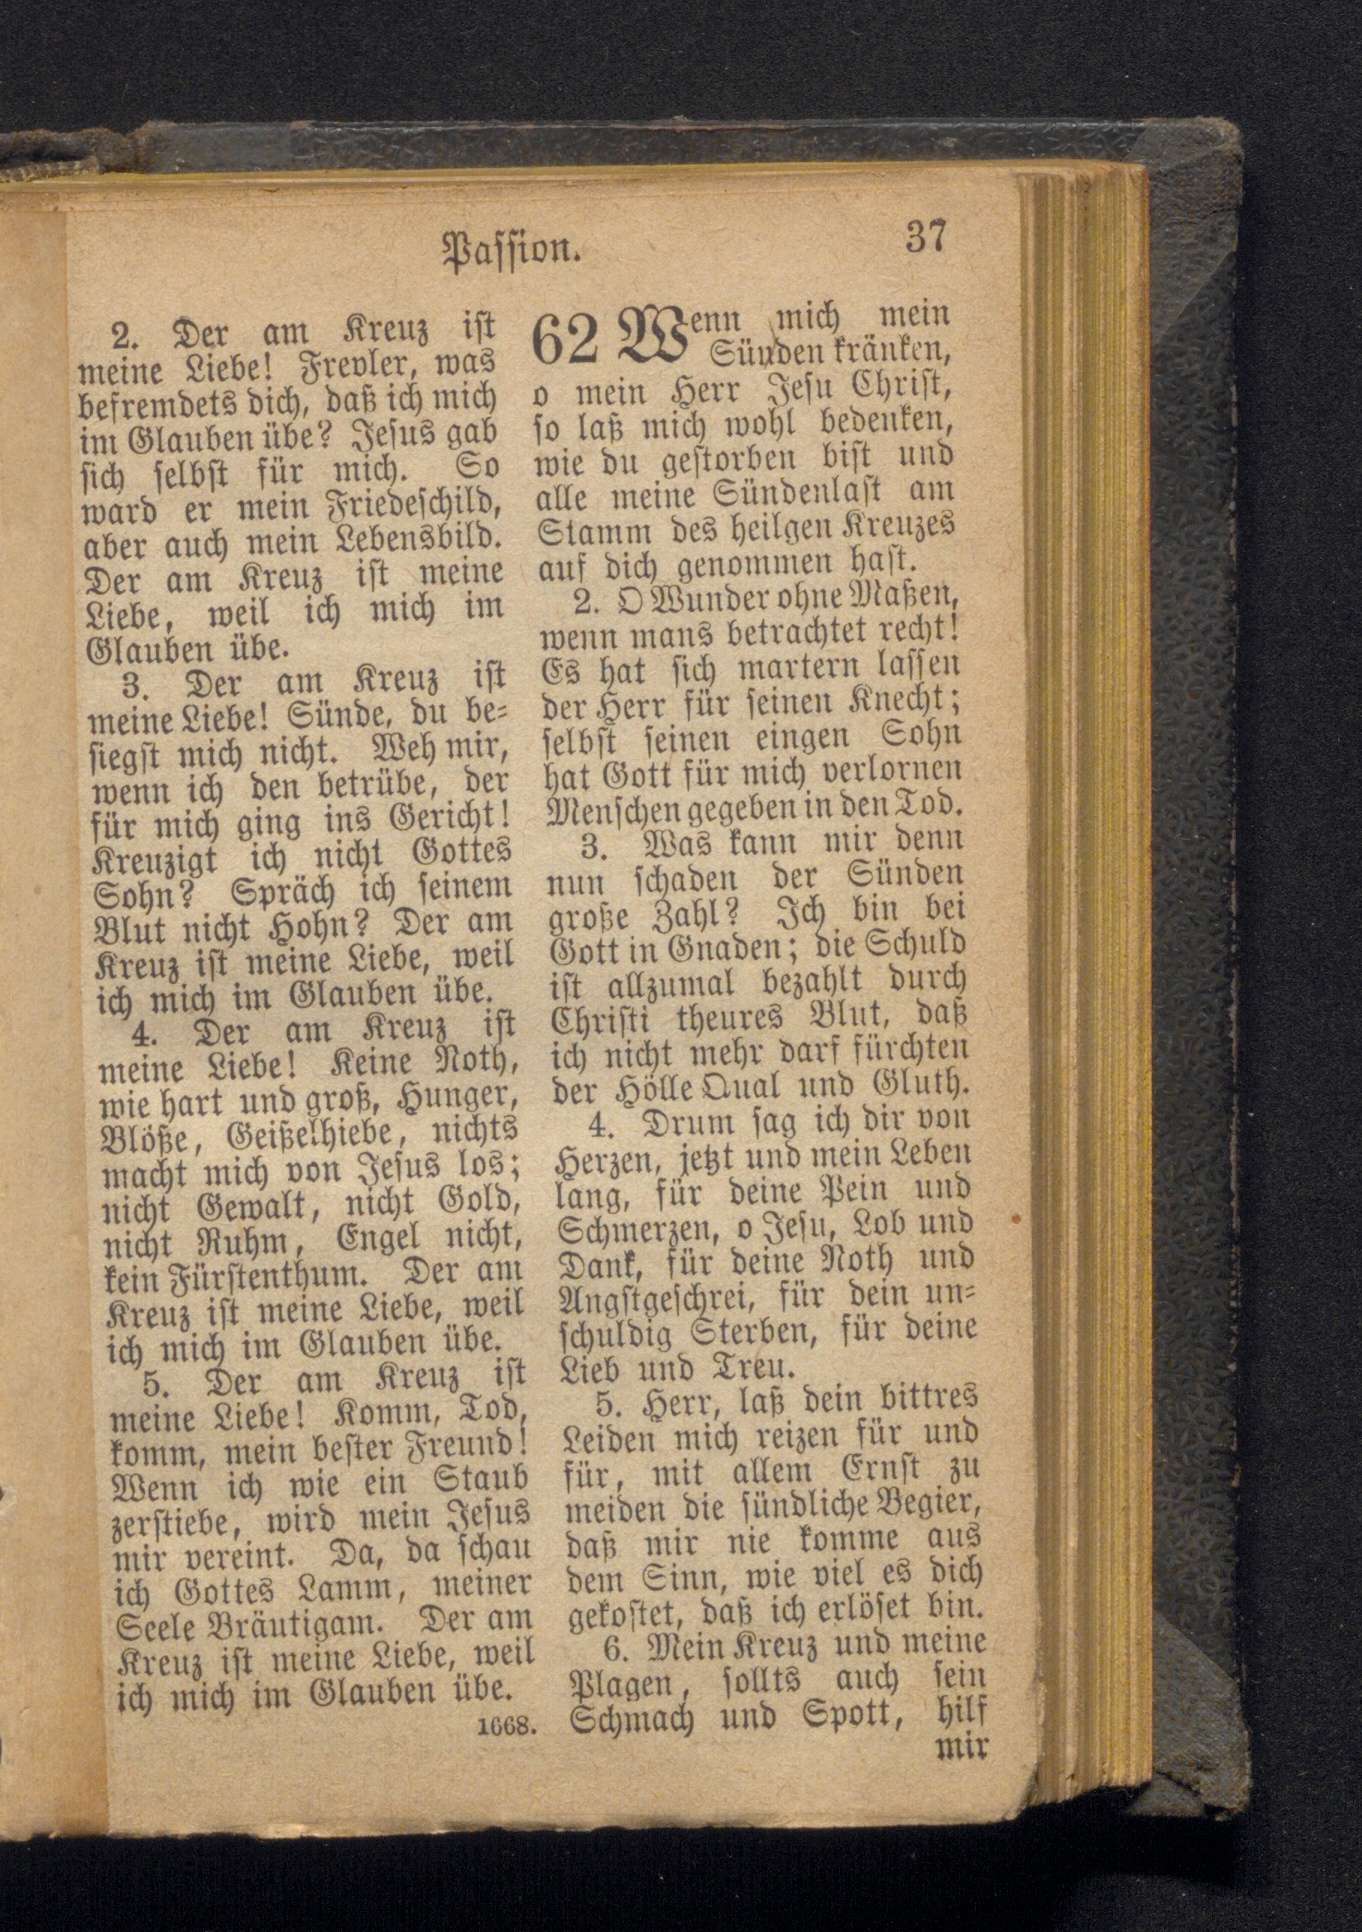 Passion.
37
2. Der am Kreuz ist
meine Liebe! Frevler, was
befremdets dich, daß ich mich
im Glauben übe? Jesus gab
sich selbst für mich. So
ward er mein Friedeschild,
aber auch mein Lebensbild.
Der am Kreuz ist meine
Liebe, weil ich mich im
Glauben übe.
3. Der am Kreuz ist
meine Liebe! Sünde, du be-
siegst mich nicht. Weh mir,
wenn ich den betrübe, der
für mich ging ins Gericht!
Kreuzigt ich nicht Gottes
Sohn? Spräch ich seinem
Blut nicht Hohn? Der am
Kreuz ist meine Liebe, weil
ich mich im Glauben übe.
4. Der am Kreuz ist
meine Liebe! Keine Noth,
wie hart und groß, Hunger,
Blöße, Geißelhiebe, nichts
macht mich von Jesus los;
nicht Gewalt, nicht Gold,
nicht Ruhm, Engel nicht,
kein Fürstenthum. Der am
Kreuz ist meine Liebe, weil
ich mich im Glauben übe.
5. Der am Kreuz ist
meine Liebe! Komm, Tod,
komm, mein bester Freund!
Wenn ich wie ein Staub
zerstiebe, wird mein Jesus
mir vereint. Da, da schau
ich Gottes Lamm, meiner
Seele Bräutigam. Der am
Kreuz ist meine Liebe, weil
ich mich im Glauben übe.
1668.
62 Wenn mich mein
Sünden kränken,
o mein Herr Jesu Christ,
so laß mich wohl bedenken,
wie du gestorben bist und
alle meine Sündenlast am
Stamm des heilgen Kreuzes
auf dich genommen hast.
2. O Wunder ohne Maßen,
wenn mans betrachtet recht!
Es hat sich martern lassen
der Herr für seinen Knecht;
selbst seinen eingen Sohn
hat Gott für mich verlornen
Menschen gegeben in den Tod.
3. Was kann mir denn
nun schaden der Sünden
große Zahl? Ich bin bei
Gott in Gnaden; die Schuld
ist allzumal bezahlt durch
Christi theures Blut, daß
ich nicht mehr darf fürchten
der Hölle Qual und Gluth.
4. Drum sag ich dir von
Herzen, jetzt und mein Leben
lang, für deine Pein und
Schmerzen, o Jesu, Lob und
Dank, für deine Noth und
Angstgeschrei, für dein un-
schuldig Sterben, für deine
Lieb und Treu.
5. Herr, laß dein bittres
Leiden mich reizen für und
für, mit allem Ernst zu
meiden die sündliche Begier,
daß mir nie komme aus
dem Sinn, wie viel es dich
gekostet, daß ich erlöset bin.
6. Mein Kreuz und meine
Plagen, sollts auch sein
Schmach und Spott, hilf
mir